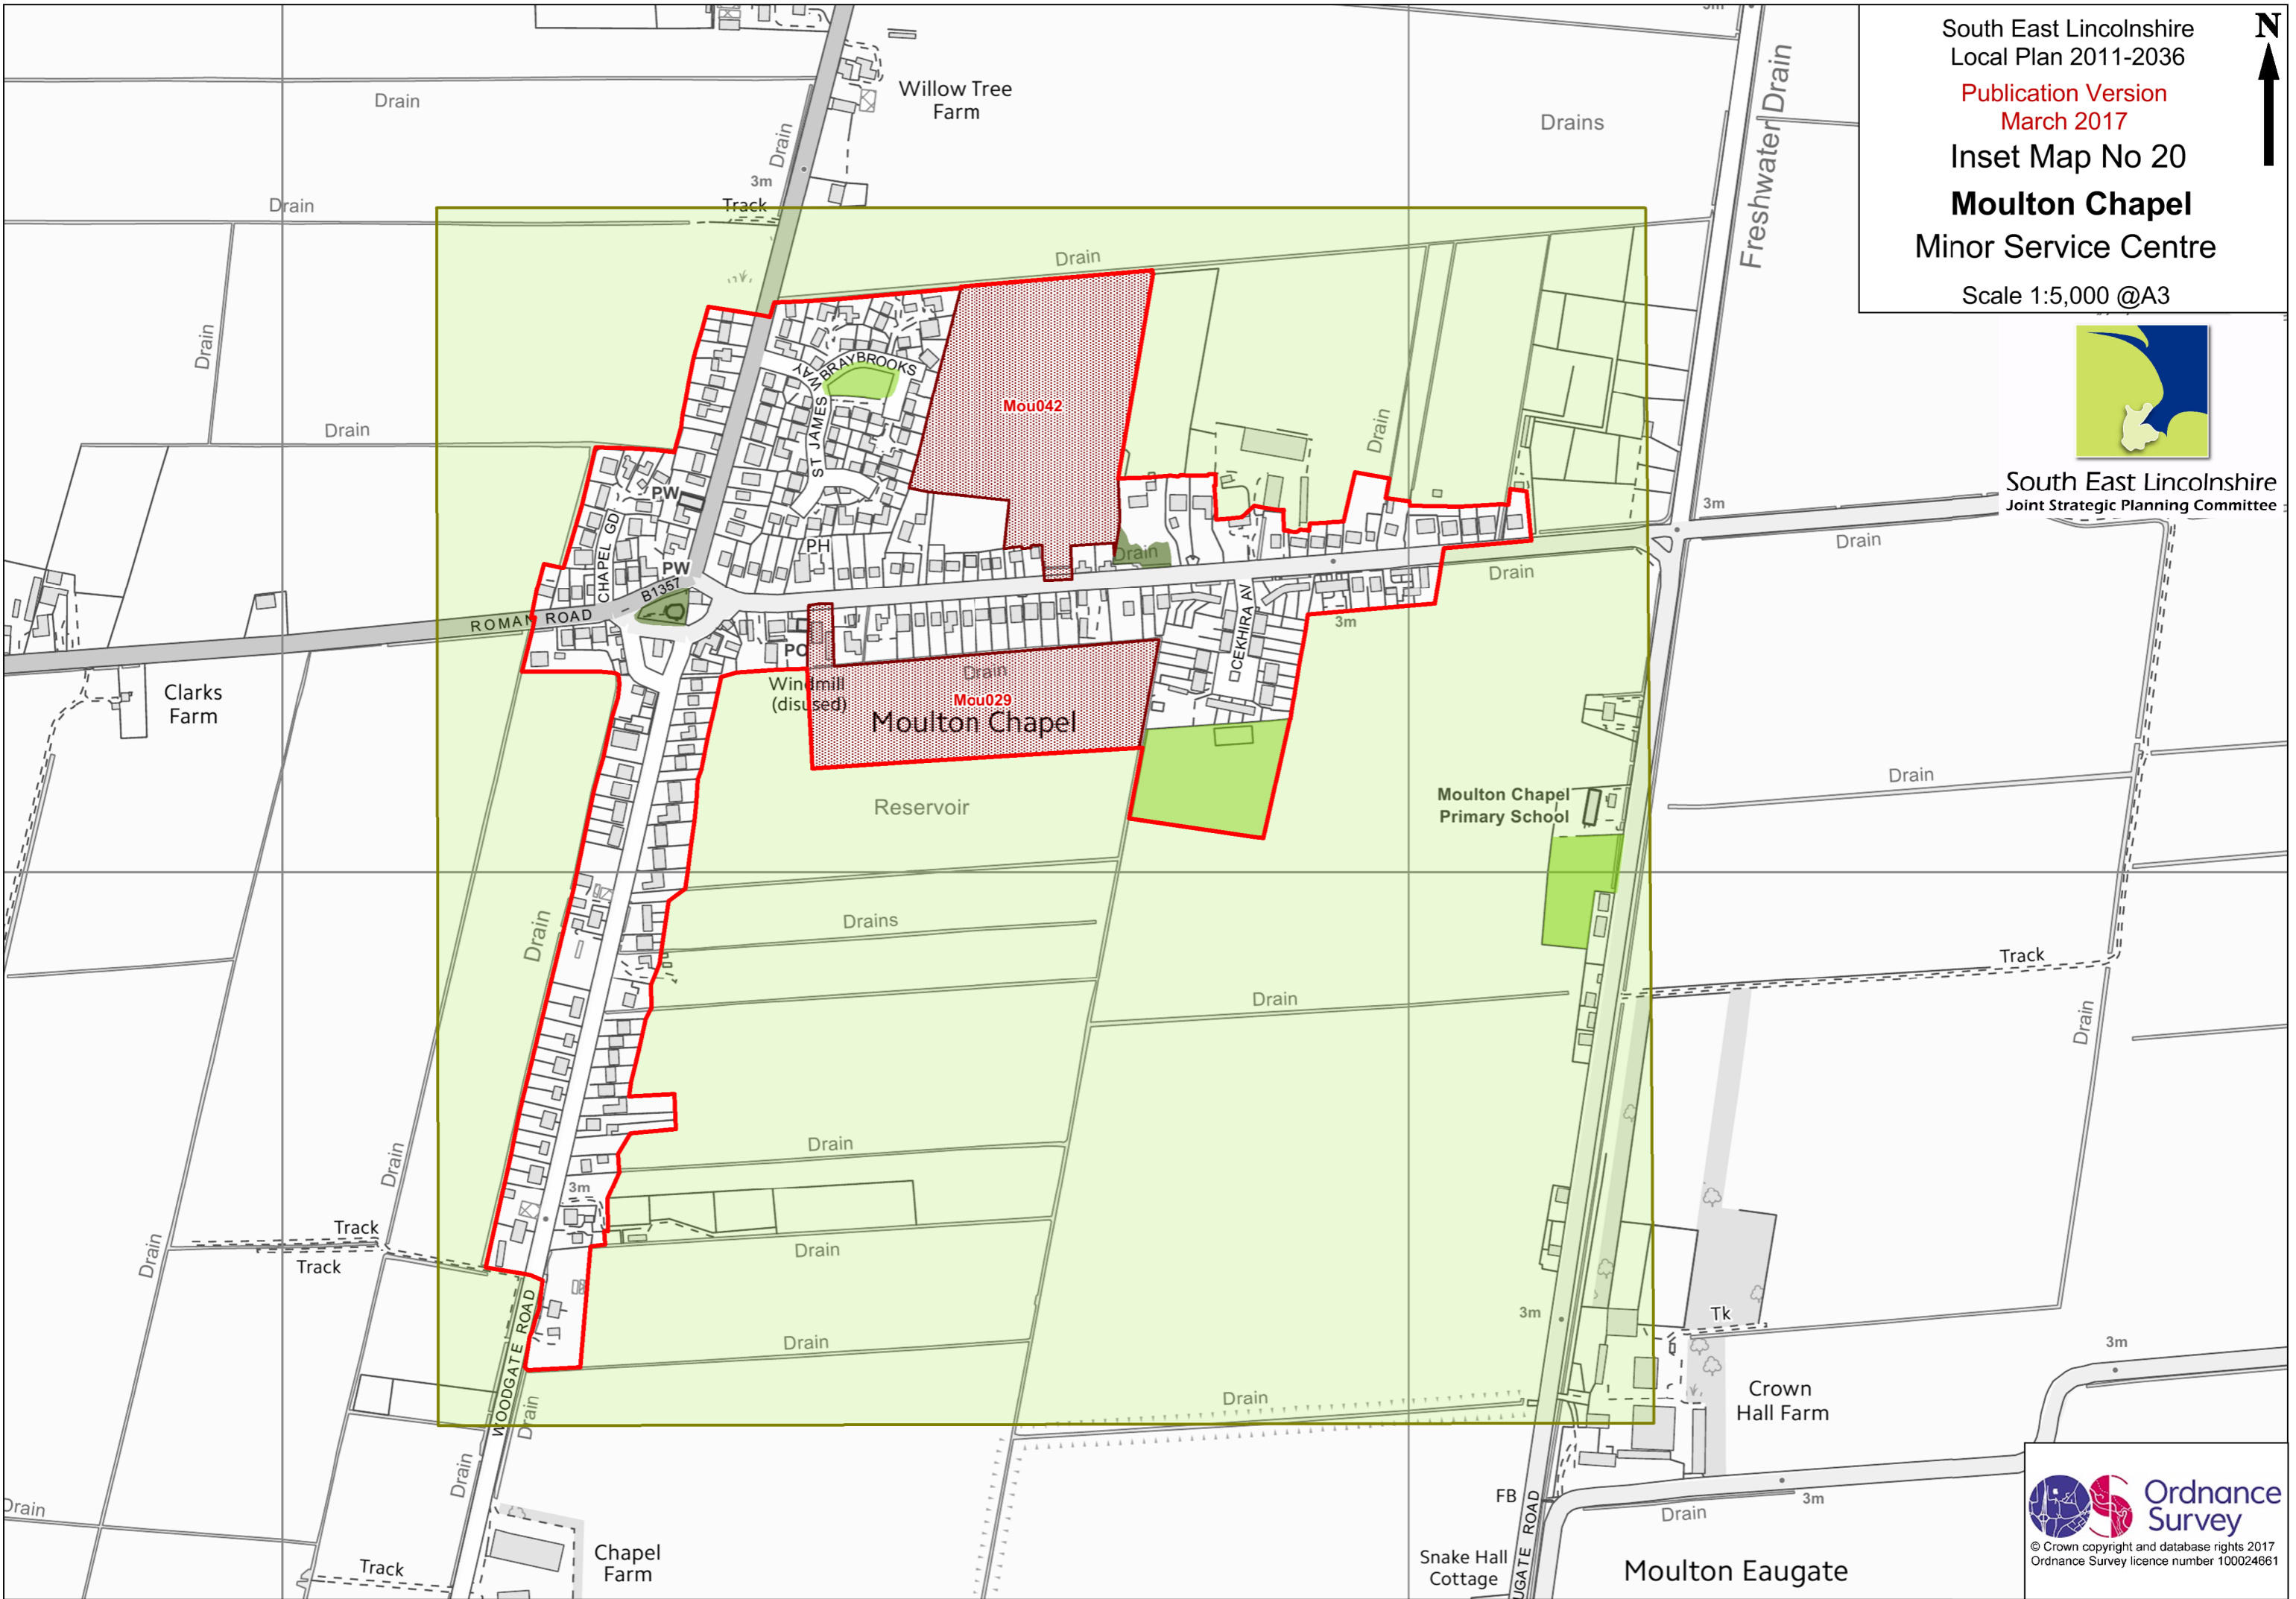 South East Lincolnshire
Local Plan 2011-2036
Publication Version
March 2017
Inset Map No 20
Moulton Chapel
Minor Service Centre
Scale 1:5,000 @A3
N
South East Lincolnshire
Joint Strategic Planning Committee
3m
Drain
Willow Tree
Farm
Drain
Drains
Freshwater Drain
3m
Drain
Track
Drain
Drain
BRAYBROOKS
ST JAMES WAY
Mou042
Drain
Drain
PW
3m
CHAPEL GD
PH
Drain
Drain
Drain
PW
B1357
ROMAN ROAD
3m
PO
Drain
Windmill
(disused)
Mou029
Moulton Chapel
Clarks
Farm
Drain
Reservoir
Moulton Chapel
Primary School
Drains
Drain
Track
Drain
Drain
Drain
Drain
3m
Track
Track
Drain
Drain
3m
Tk
3m
Drain
WOODGATE ROAD
Drain
Drain
Crown
Hall Farm
Drain
Drain
FB
3m
Drain
Chapel
Farm
Track
Snake Hall
Cottage
UGATE ROAD
Moulton Eaugate
OS
Ordnance
Survey
© Crown copyright and database rights 2017
Ordnance Survey licence number 100024661